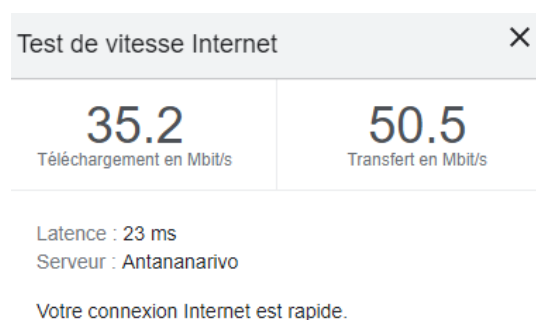 Test de vitesse Internet
35.2
Téléchargement en Mbit/s
50.5
Transfert en Mbit/s
Latence : 23 ms
Serveur : Antananarivo
Votre connexion Internet est rapide.